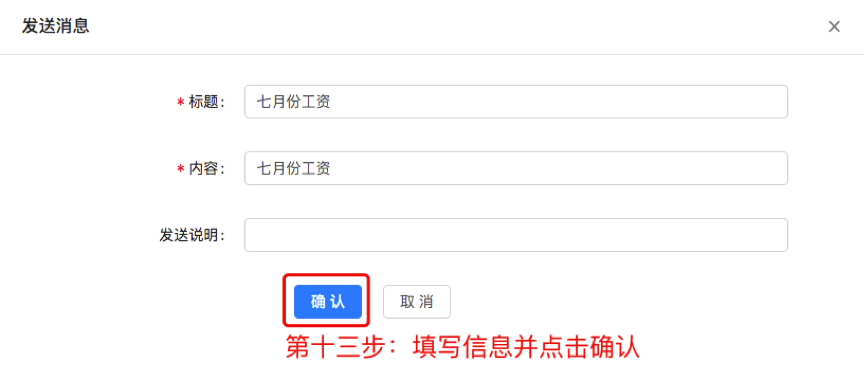 发送消息
* 标题： 七月份工资
* 内容： 七月份工资
发送说明：
确 认 取 消
第十三步：填写信息并点击确认